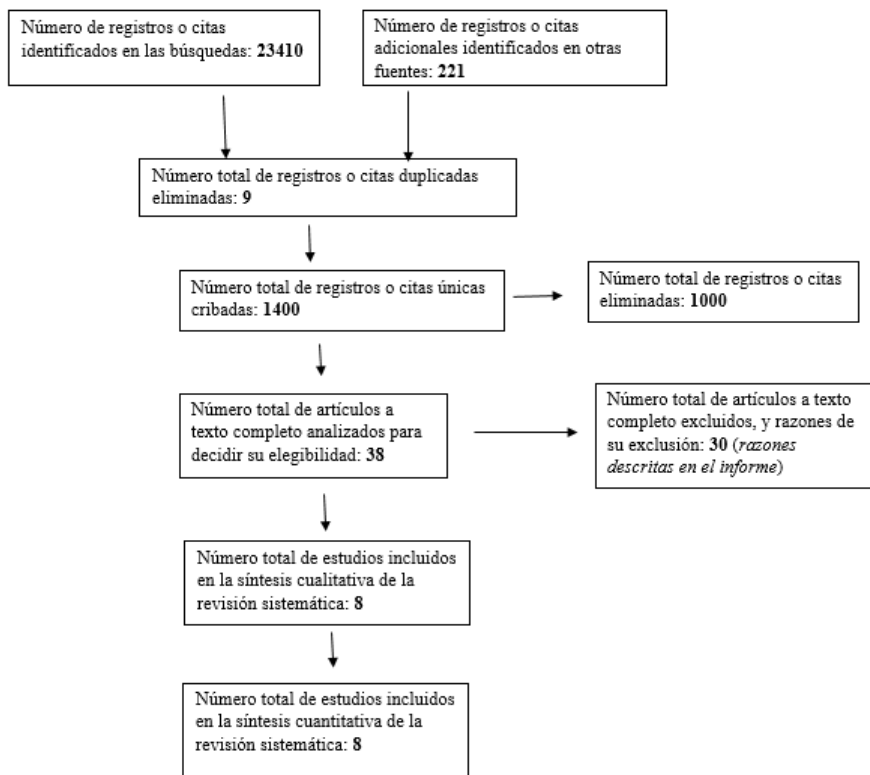 Número de registros o citas
identificados en las búsquedas: 23410
Número de registros o citas
adicionales identificados en otras
fuentes: 221
Número total de registros o citas duplicadas
eliminadas: 9
Número total de registros o citas únicas
cribadas: 1400
Número total de registros o citas
eliminadas: 1000
Número total de artículos a
texto completo analizados para
decidir su elegibilidad: 38
Número total de artículos a texto
completo excluidos, y razones de
su exclusión: 30 (razones
descritas en el informe)
Número total de estudios incluidos
en la síntesis cualitativa de la
revisión sistemática: 8
Número total de estudios incluidos
en la síntesis cuantitativa de la
revisión sistemática: 8